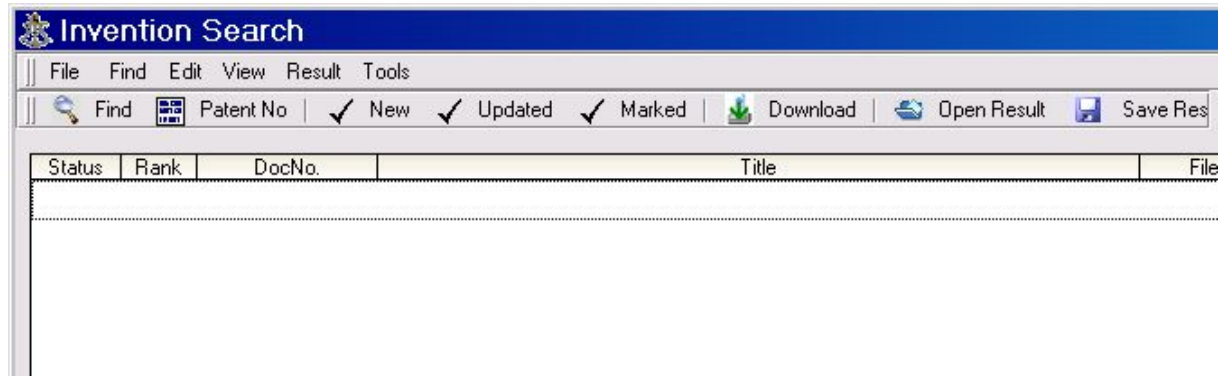 Invention Search
File Find Edit View Result Tools
Find Patent No New Updated Marked Download Open Result Save Res
Status Rank DocNo. Title File